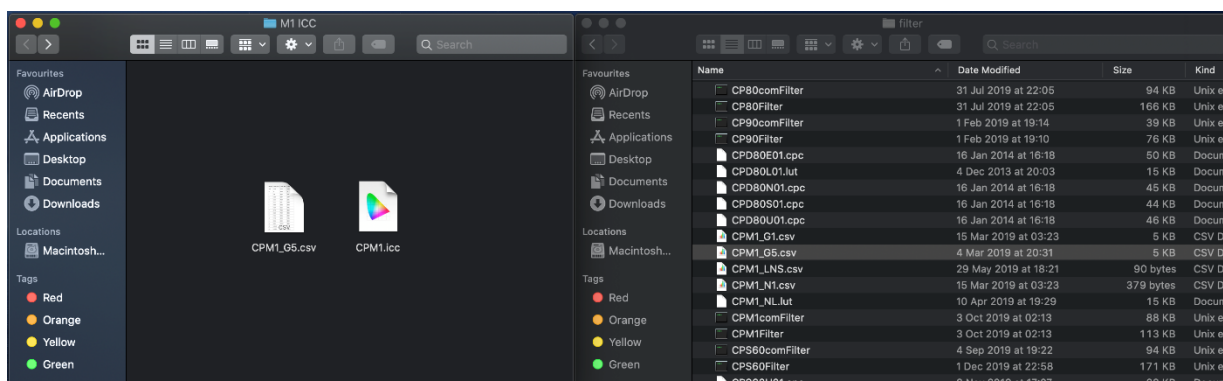 M1 ICC
Search
Favourites
AirDrop
Recents
Applications
Desktop
Documents
Downloads
Locations
Macintosh...
Tags
Red
Orange
Yellow
Green
CSV
CPM1_G5.csv
CPM1.icc
filter
Search
Favourites
AirDrop
Recents
Applications
Desktop
Documents
Downloads
Locations
Macintosh...
Tags
Red
Orange
Yellow
Green
Name Date Modified Size Kind
CP80comFilter 31 Jul 2019 at 22:05 94 KB Unix e
CP80Filter 31 Jul 2019 at 22:05 166 KB Unix e
CP90comFilter 1 Feb 2019 at 19:14 39 KB Unix e
CP90Filter 1 Feb 2019 at 19:10 76 KB Unix e
CPD80E01.cpc 16 Jan 2014 at 16:18 50 KB Docum
CPD80L01.lut 4 Dec 2013 at 20:03 15 KB Docum
CPD80N01.cpc 16 Jan 2014 at 16:18 45 KB Docum
CPD80S01.cpc 16 Jan 2014 at 16:18 44 KB Docum
CPD80U01.cpc 16 Jan 2014 at 16:18 46 KB Docum
CPM1_G1.csv 15 Mar 2019 at 03:23 5 KB CSV D
CPM1_G5.csv 4 Mar 2019 at 20:31 5 KB CSV D
CPM1_LNS.csv 29 May 2019 at 18:21 90 bytes CSV D
CPM1_N1.csv 15 Mar 2019 at 03:23 379 bytes CSV D
CPM1_NL.lut 10 Apr 2019 at 19:29 15 KB Docum
CPM1comFilter 3 Oct 2019 at 02:13 88 KB Unix e
CPM1Filter 3 Oct 2019 at 02:13 113 KB Unix e
CPS60comFilter 4 Sep 2019 at 19:22 94 KB Unix e
CPS60Filter 1 Dec 2019 at 22:58 171 KB Unix e